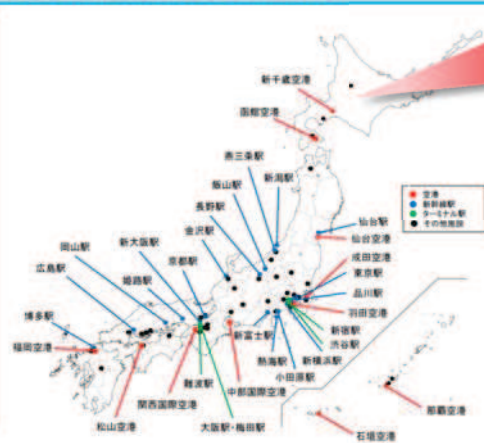 新千歳空港
函館空港
燕三条駅
新潟駅
飯山駅
長野駅
金沢駅
新大阪駅
京都駅
岡山駅
広島駅
姫路駅
博多駅
福岡空港
松山空港
関西国際空港
難波駅
大阪駅・梅田駅
中部国際空港
新富士駅
熱海駅
小田原駅
新横浜駅
渋谷駅
新宿駅
羽田空港
品川駅
東京駅
成田空港
仙台空港
仙台駅
空港
新幹線駅
ターミナル駅
その他施設
那覇空港
石垣空港